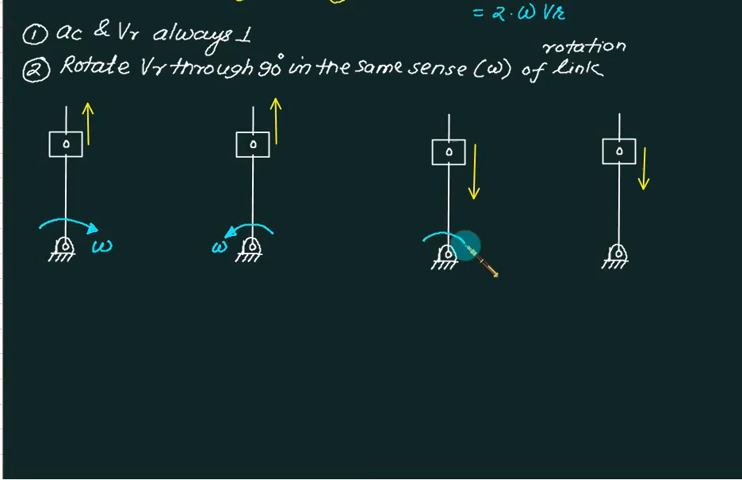 = 2·ω Vr
① ac & Vr always ⊥
rotation
② Rotate Vr through 90° in the same sense (ω) of link
ω
ω